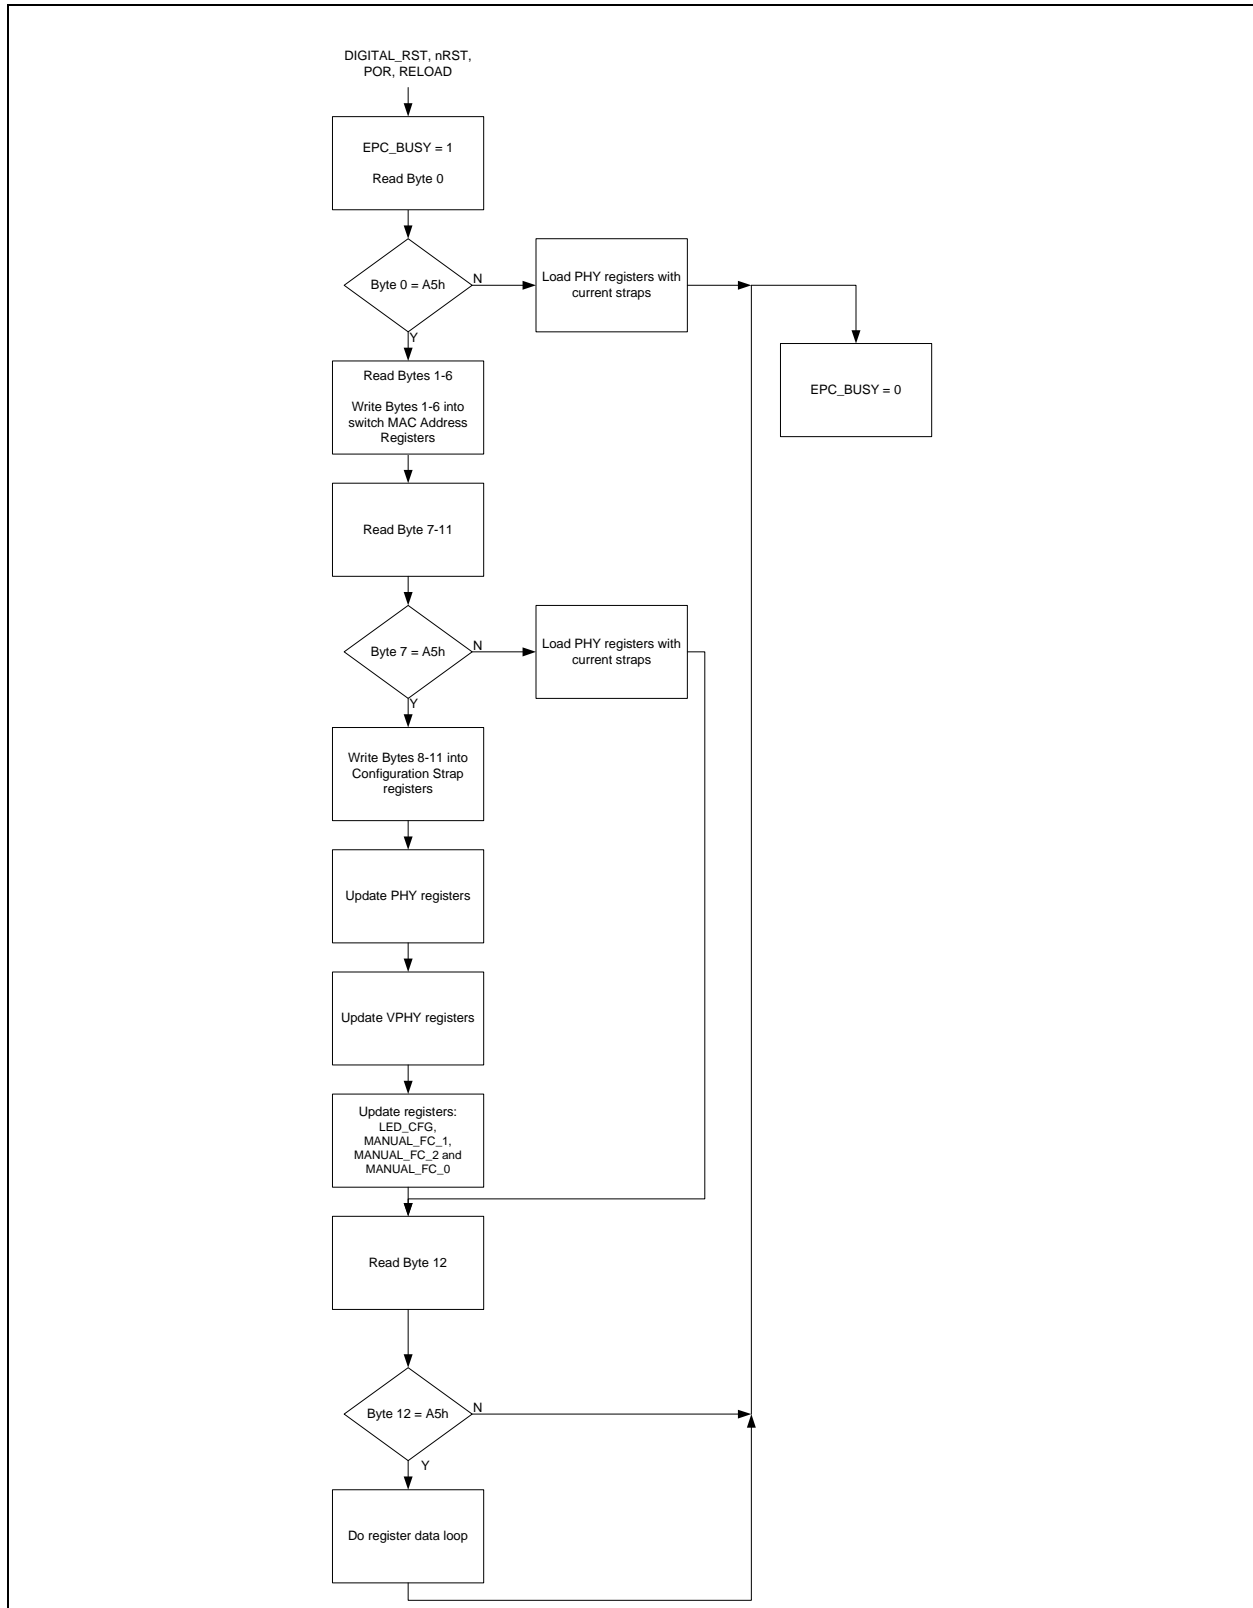 DIGITAL_RST, nRST,
POR, RELOAD
EPC_BUSY = 1
Read Byte 0
Byte 0 = A5h
N
Load PHY registers with
current straps
Y
EPC_BUSY = 0
Read Bytes 1-6
Write Bytes 1-6 into
switch MAC Address
Registers
Read Byte 7-11
Byte 7 = A5h
N
Load PHY registers with
current straps
Y
Write Bytes 8-11 into
Configuration Strap
registers
Update PHY registers
Update VPHY registers
Update registers:
LED_CFG,
MANUAL_FC_1,
MANUAL_FC_2 and
MANUAL_FC_0
Read Byte 12
Byte 12 = A5h
N
Y
Do register data loop